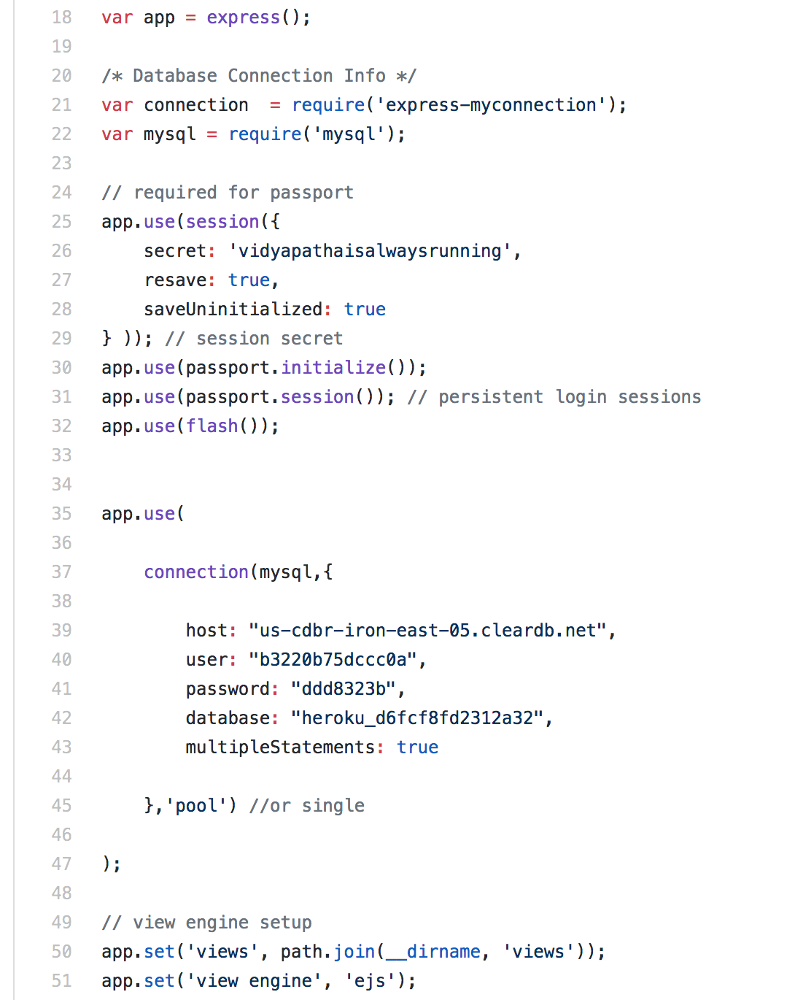 18 var app = express();
19
20 /* Database Connection Info */
21 var connection  = require('express-myconnection');
22 var mysql = require('mysql');
23
24 // required for passport
25 app.use(session({
26     secret: 'vidyapathaisalwaysrunning',
27     resave: true,
28     saveUninitialized: true
29 } )); // session secret
30 app.use(passport.initialize());
31 app.use(passport.session()); // persistent login sessions
32 app.use(flash());
33
34
35 app.use(
36
37     connection(mysql,{
38
39         host: "us-cdbr-iron-east-05.cleardb.net",
40         user: "b3220b75dccc0a",
41         password: "ddd8323b",
42         database: "heroku_d6fcf8fd2312a32",
43         multipleStatements: true
44
45     },'pool') //or single
46
47 );
48
49 // view engine setup
50 app.set('views', path.join(__dirname, 'views'));
51 app.set('view engine', 'ejs');